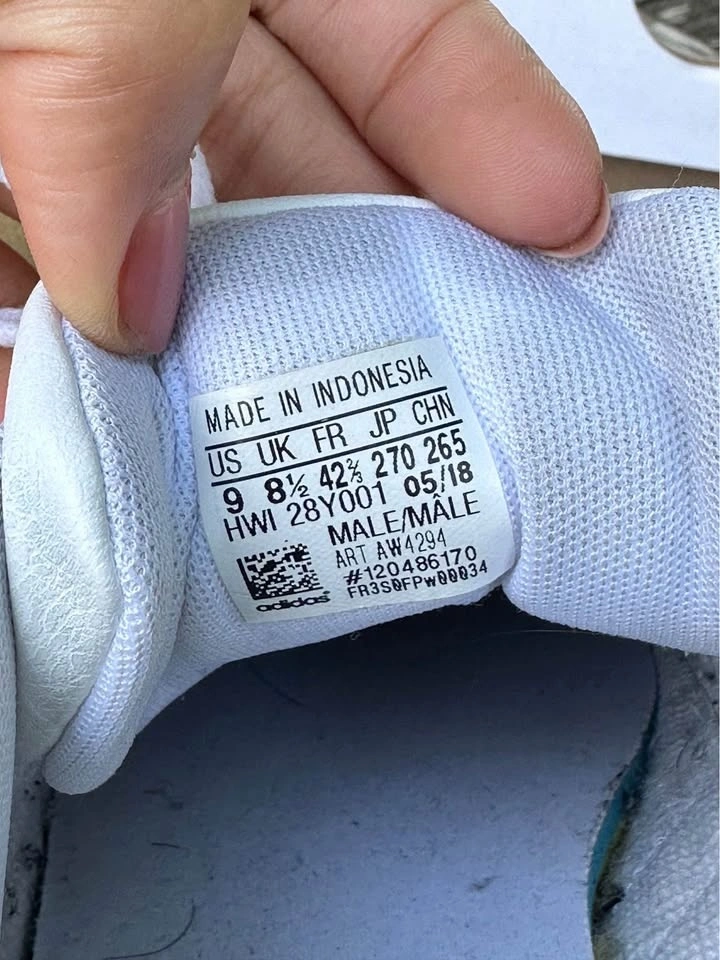 MADE IN INDONESIA
US UK FR JP CHN
9 8½ 42⅔ 270 265
HWI 28Y001 05/18
MALE/MÂLE
ART AW4294
#120486170
FR3S0FPW00034
adidas